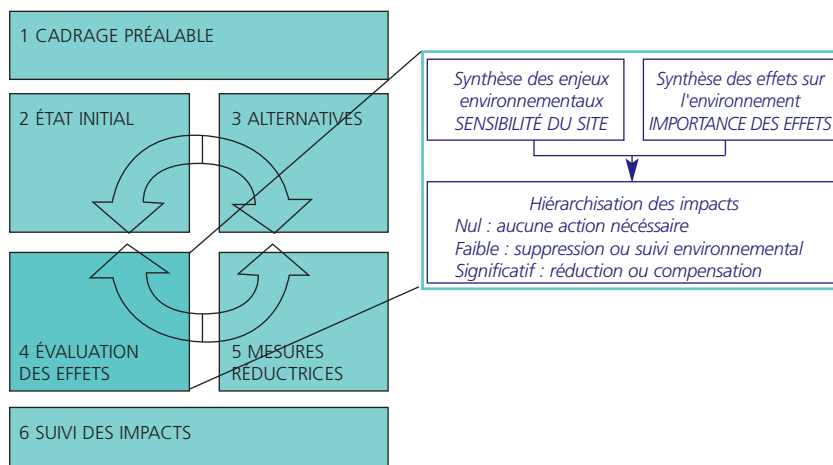 1 CADRAGE PRÉALABLE
2 ÉTAT INITIAL
3 ALTERNATIVES
4 ÉVALUATION
DES EFFETS
5 MESURES
RÉDUCTRICES
6 SUIVI DES IMPACTS
Synthèse des enjeux
environnementaux
SENSIBILITÉ DU SITE
Synthèse des effets sur
l'environnement
IMPORTANCE DES EFFETS
Hiérarchisation des impacts
Nul : aucune action nécéssaire
Faible : suppression ou suivi environnemental
Significatif : réduction ou compensation